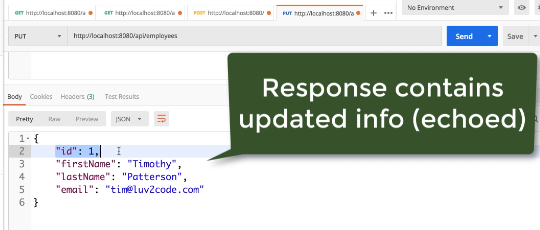 GET http://localhost:8080/a
GET http://localhost:8080/a
POST http://localhost:8080/
PUT http://localhost:8080/a
No Environment
PUT http://localhost:8080/api/employees Send Save
Body Cookies Headers (3) Test Results
Pretty Raw Preview JSON
Response contains
updated info (echoed)
1 {
2 "id": 1,
3 "firstName": "Timothy",
4 "lastName": "Patterson",
5 "email": "tim@luv2code.com"
6 }